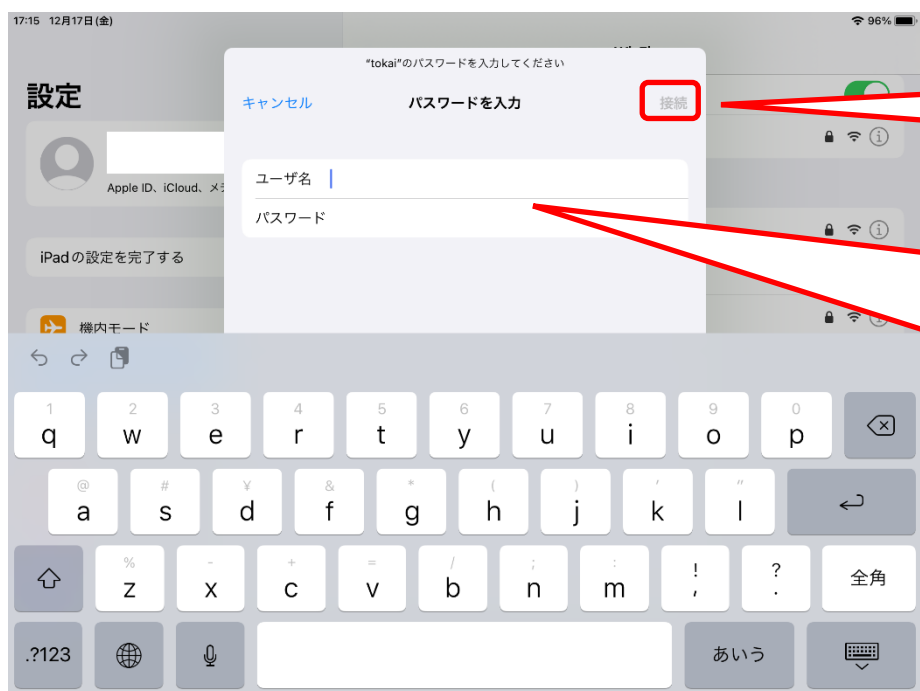 17:15 12月17日(金)
96%
"tokai"のパスワードを入力してください
設定
キャンセル
パスワードを入力
接続
Apple ID、iCloud、メ
ユーザ名
パスワード
iPadの設定を完了する
機内モード
1 2 3 4 5 6 7 8 9 0
q w e r t y u i o p
@ # ¥ & * ( ) ' "
a s d f g h j k l
% - + = / ; : ! ?
z x c v b n m , . 全角
.?123 あいう